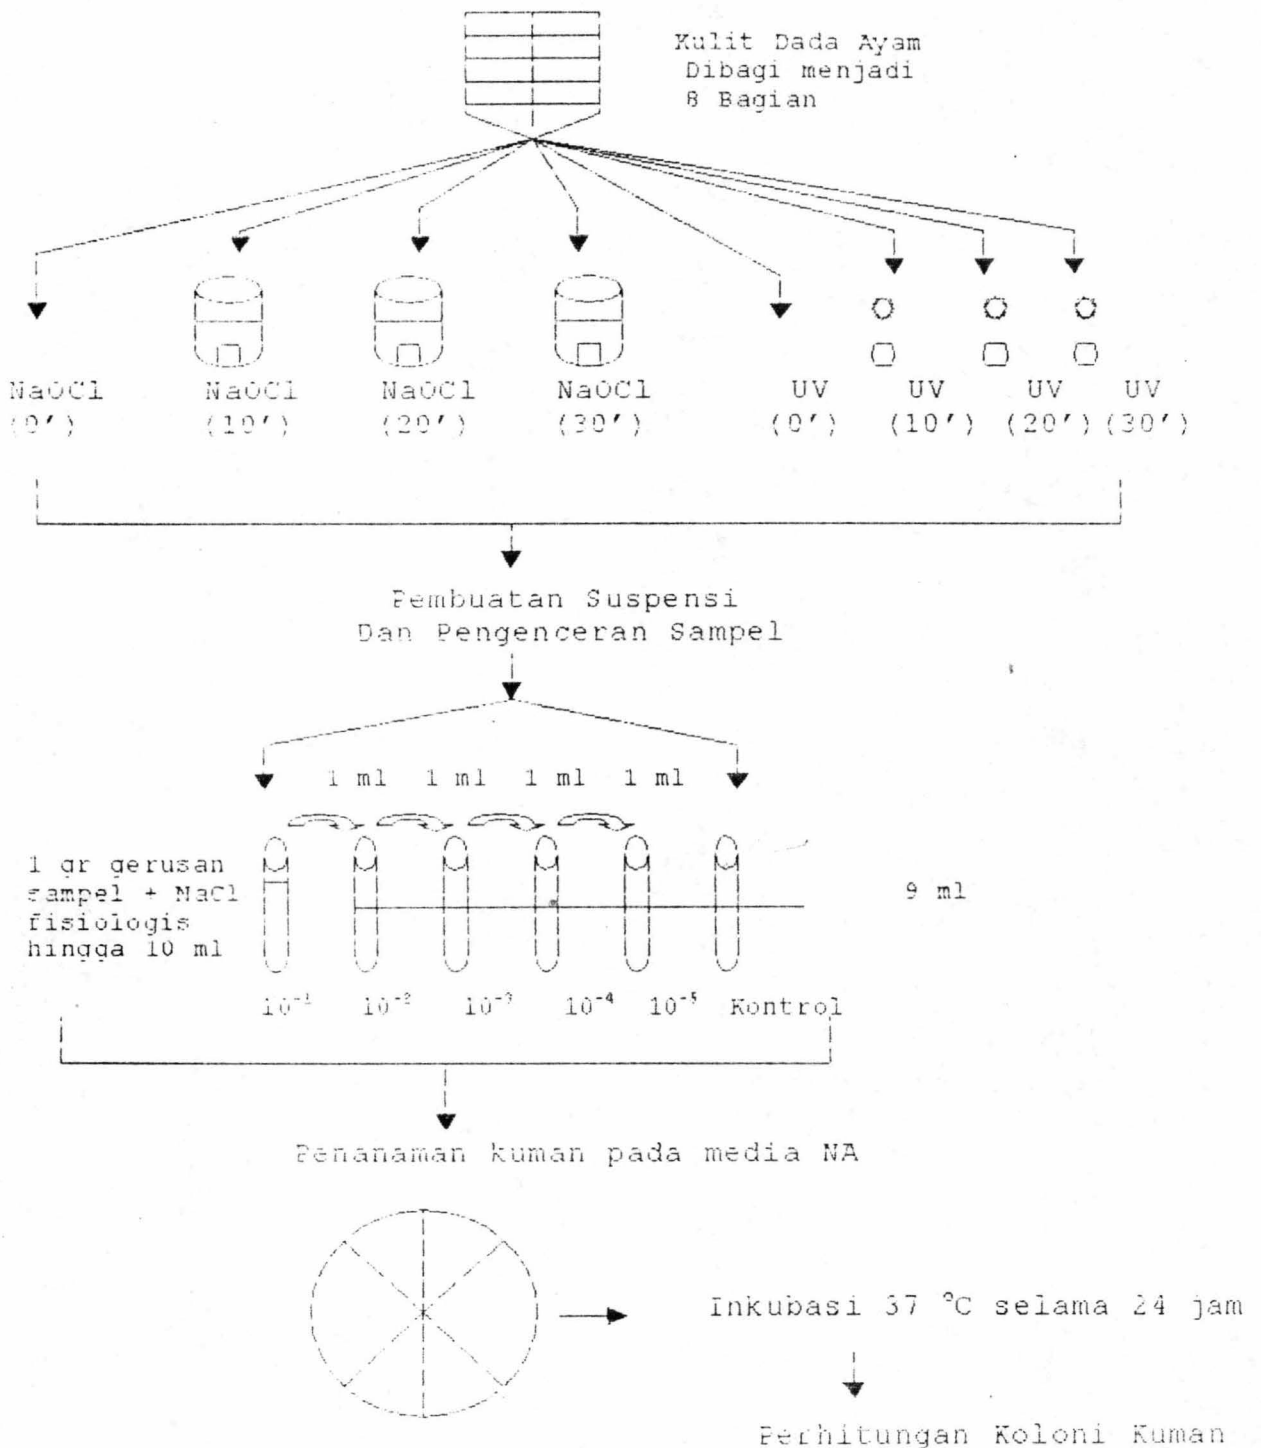 Kulit Dada Ayam
Dibagi menjadi
8 Bagian
NaOCl NaOCl NaOCl NaOCl UV UV UV UV
(0') (10') (20') (30') (0') (10') (20') (30')
Pembuatan Suspensi
Dan Pengenceran Sampel
1 ml 1 ml 1 ml 1 ml
1 gr gerusan
sampel + NaCl
fisiologis
hingga 10 ml
9 ml
10⁻¹ 10⁻² 10⁻³ 10⁻⁴ 10⁻⁵ Kontrol
Penanaman kuman pada media NA
Inkubasi 37 °C selama 24 jam
Perhitungan Koloni Kuman